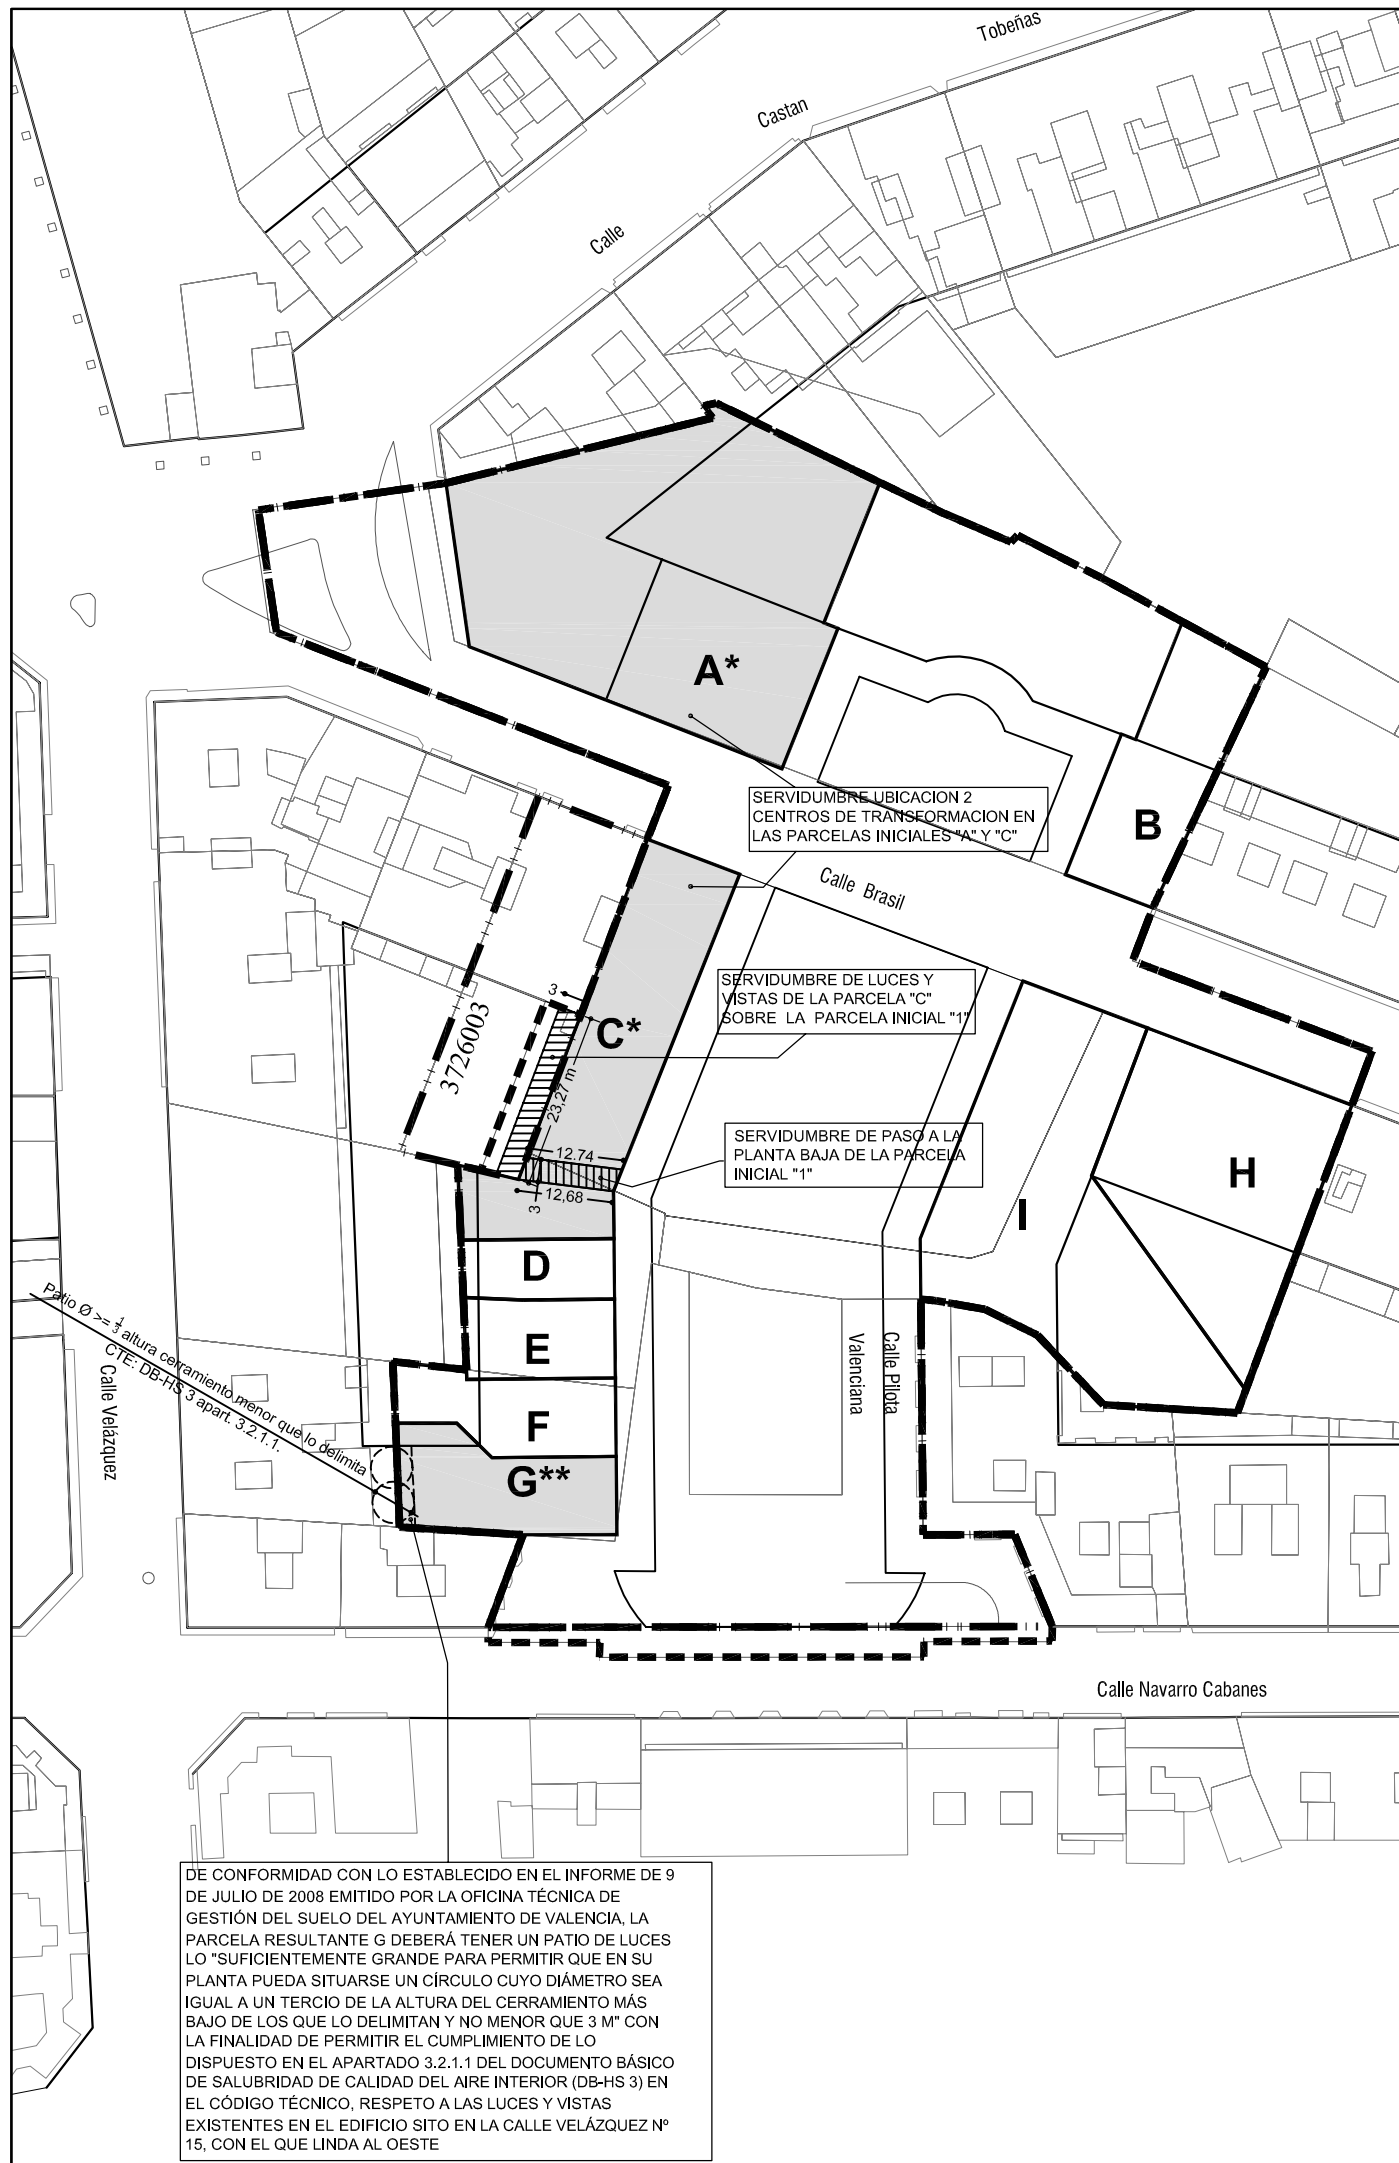 Tobeñas
Castan
Calle
A*
SERVIDUMBRE UBICACION 2
CENTROS DE TRANSFORMACION EN
LAS PARCELAS INICIALES "A" Y "C"
B
Calle Brasil
SERVIDUMBRE DE LUCES Y
VISTAS DE LA PARCELA "C"
SOBRE LA PARCELA INICIAL "1"
3
C*
3726003
23,27 m
SERVIDUMBRE DE PASO A LA
PLANTA BAJA DE LA PARCELA
INICIAL "1"
12.74
12,68
3
H
I
D
E
F
G**
Patio Ø >= 1/3 altura cerramiento menor que lo delimita
CTE: DB-HS 3 apart. 3.2.1.1.
Calle Velázquez
Calle Pilota
Valenciana
Calle Navarro Cabanes
DE CONFORMIDAD CON LO ESTABLECIDO EN EL INFORME DE 9
DE JULIO DE 2008 EMITIDO POR LA OFICINA TÉCNICA DE
GESTIÓN DEL SUELO DEL AYUNTAMIENTO DE VALENCIA, LA
PARCELA RESULTANTE G DEBERÁ TENER UN PATIO DE LUCES
LO "SUFICIENTEMENTE GRANDE PARA PERMITIR QUE EN SU
PLANTA PUEDA SITUARSE UN CÍRCULO CUYO DIÁMETRO SEA
IGUAL A UN TERCIO DE LA ALTURA DEL CERRAMIENTO MÁS
BAJO DE LOS QUE LO DELIMITAN Y NO MENOR QUE 3 M" CON
LA FINALIDAD DE PERMITIR EL CUMPLIMIENTO DE LO
DISPUESTO EN EL APARTADO 3.2.1.1 DEL DOCUMENTO BÁSICO
DE SALUBRIDAD DE CALIDAD DEL AIRE INTERIOR (DB-HS 3) EN
EL CÓDIGO TÉCNICO, RESPETO A LAS LUCES Y VISTAS
EXISTENTES EN EL EDIFICIO SITO EN LA CALLE VELÁZQUEZ Nº
15, CON EL QUE LINDA AL OESTE